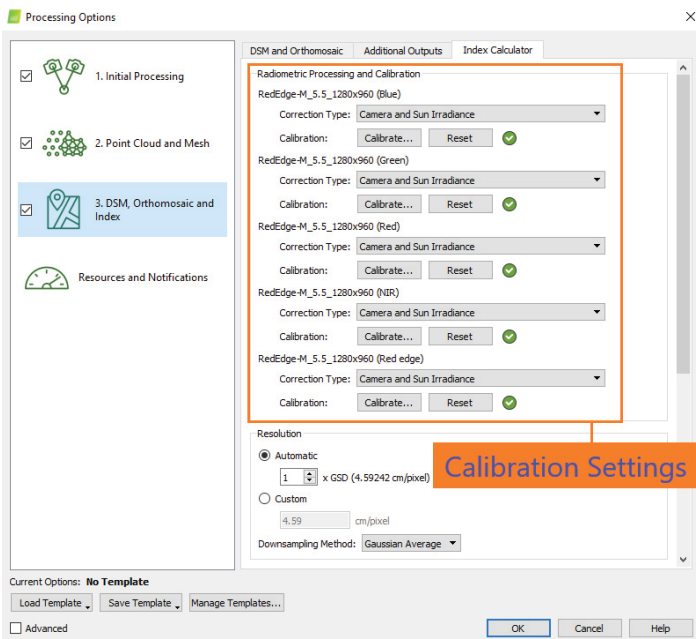 Processing Options
1. Initial Processing
2. Point Cloud and Mesh
3. DSM, Orthomosaic and
Index
Resources and Notifications
DSM and Orthomosaic Additional Outputs Index Calculator
Radiometric Processing and Calibration
RedEdge-M_5.5_1280x960 (Blue)
Correction Type: Camera and Sun Irradiance
Calibration: Calibrate... Reset
RedEdge-M_5.5_1280x960 (Green)
Correction Type: Camera and Sun Irradiance
Calibration: Calibrate... Reset
RedEdge-M_5.5_1280x960 (Red)
Correction Type: Camera and Sun Irradiance
Calibration: Calibrate... Reset
RedEdge-M_5.5_1280x960 (NIR)
Correction Type: Camera and Sun Irradiance
Calibration: Calibrate... Reset
RedEdge-M_5.5_1280x960 (Red edge)
Correction Type: Camera and Sun Irradiance
Calibration: Calibrate... Reset
Resolution
Automatic
1 x GSD (4.59242 cm/pixel)
Calibration Settings
Custom
4.59 cm/pixel
Downsampling Method: Gaussian Average
Current Options: No Template
Load Template Save Template Manage Templates...
Advanced
OK Cancel Help